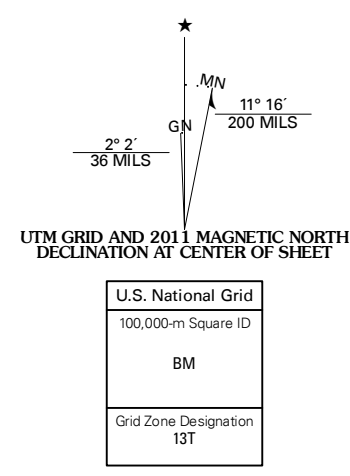 MN
GN
11° 16´
200 MILS
2° 2´
36 MILS
UTM GRID AND 2011 MAGNETIC NORTH
DECLINATION AT CENTER OF SHEET
U.S. National Grid
100,000-m Square ID
BM
Grid Zone Designation
13T